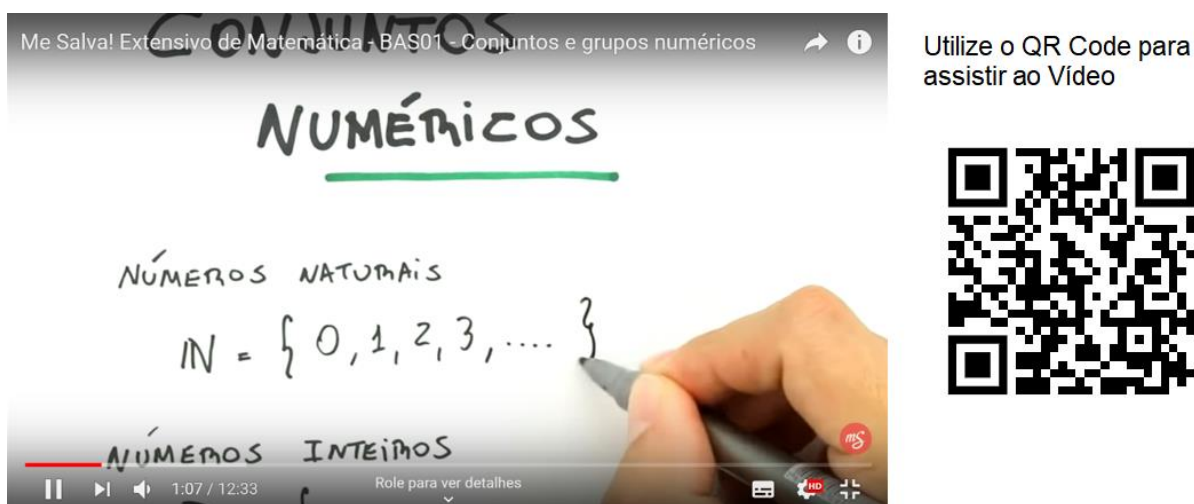 CONJUNTOS
Me Salva! Extensivo de Matemática - BAS01 - Conjuntos e grupos numéricos
NUMÉRICOS
NÚMEROS NATURAIS
IN = { 0, 1, 2, 3, .... }
NÚMEROS INTEIROS
mS
1:07 / 12:33
Role para ver detalhes
HD
Utilize o QR Code para
assistir ao Vídeo